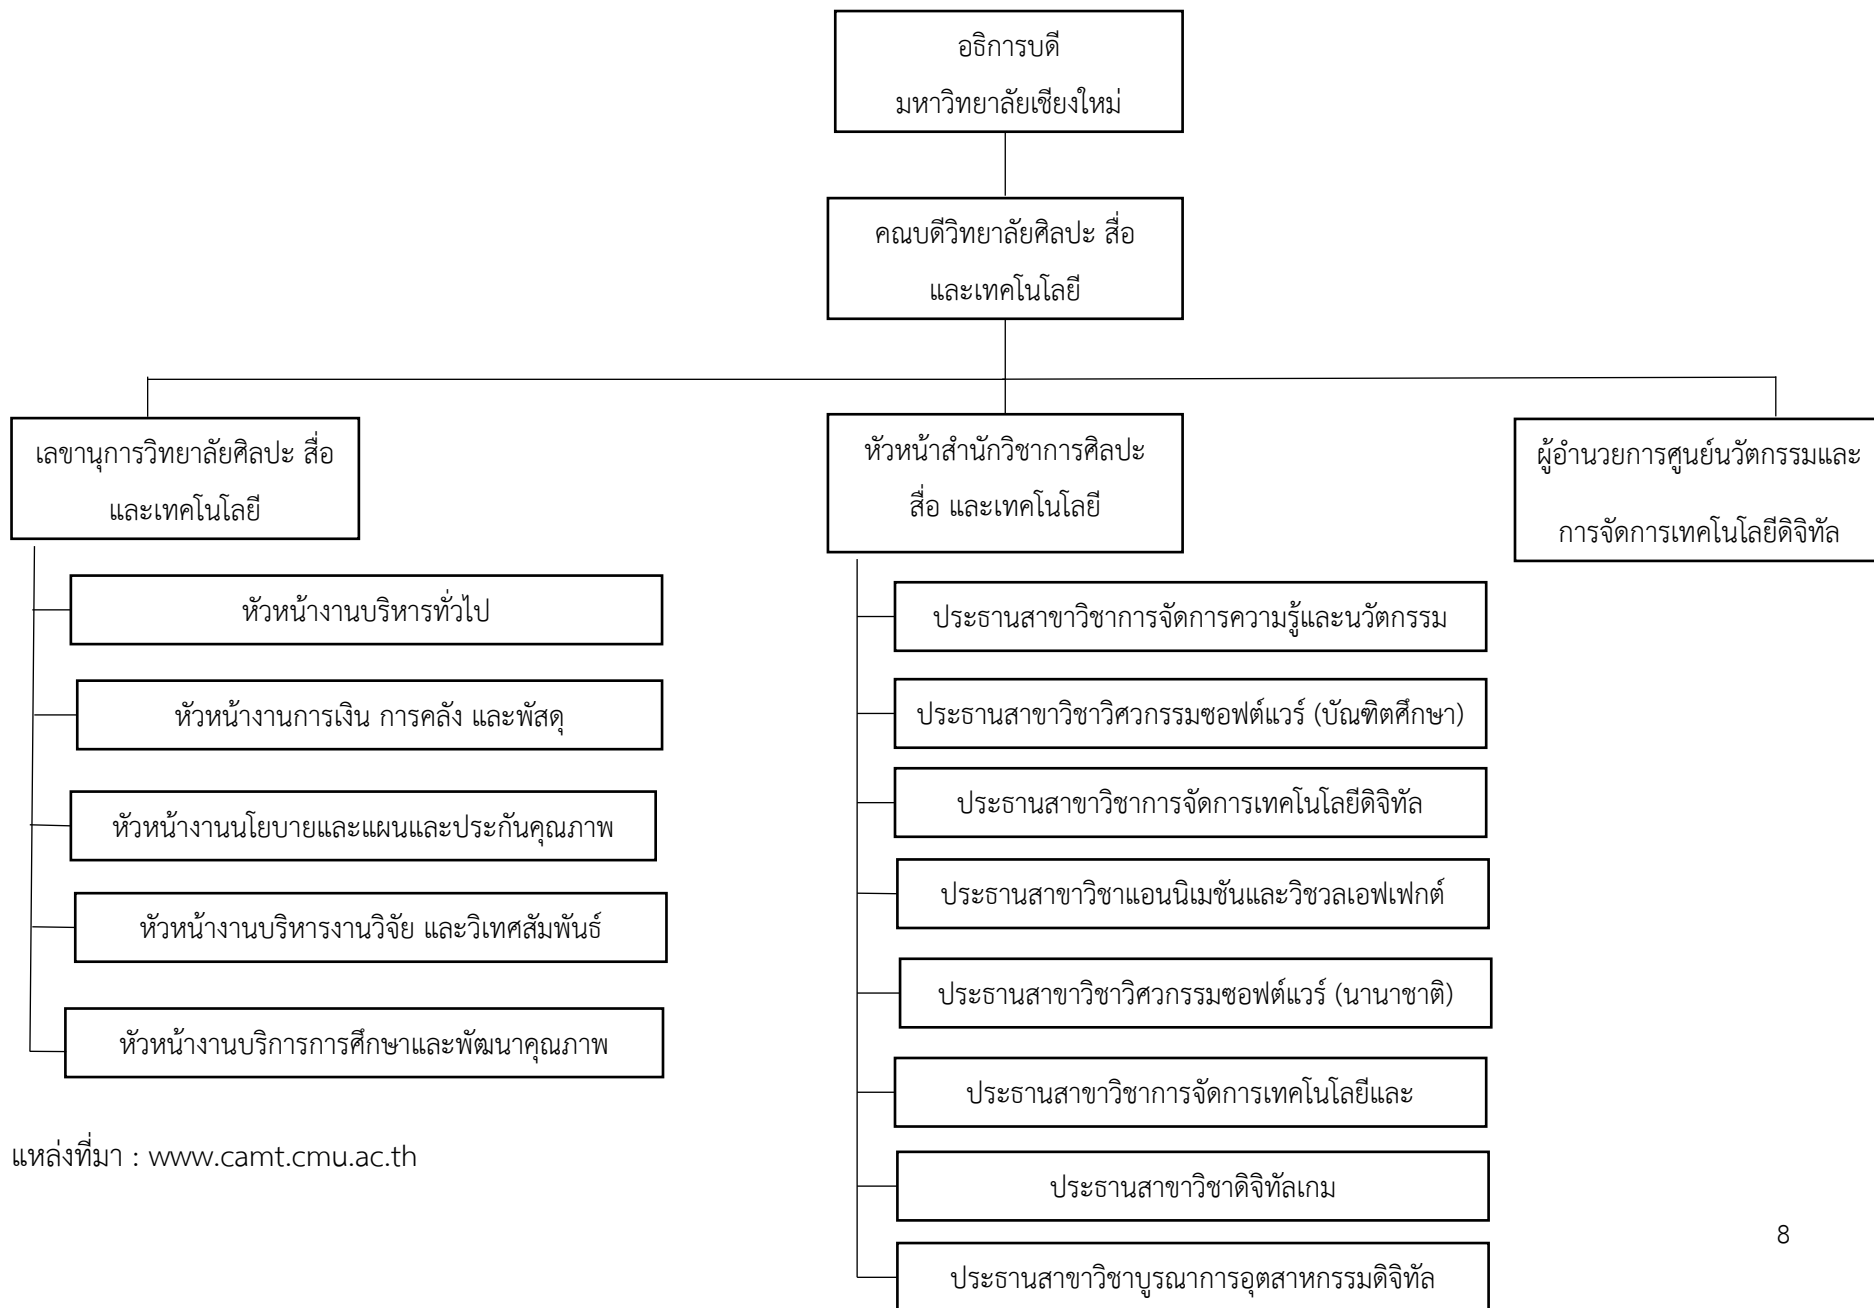 อธิการบดี
มหาวิทยาลัยเชียงใหม่
คณบดีวิทยาลัยศิลปะ สื่อ
และเทคโนโลยี
เลขานุการวิทยาลัยศิลปะ สื่อ
และเทคโนโลยี
หัวหน้างานบริหารทั่วไป
หัวหน้างานการเงิน การคลัง และพัสดุ
หัวหน้างานนโยบายและแผนและประกันคุณภาพ
หัวหน้างานบริหารงานวิจัย และวิเทศสัมพันธ์
หัวหน้างานบริการการศึกษาและพัฒนาคุณภาพ
หัวหน้าสำนักวิชาการศิลปะ
สื่อ และเทคโนโลยี
ประธานสาขาวิชาการจัดการความรู้และนวัตกรรม
ประธานสาขาวิชาวิศวกรรมซอฟต์แวร์ (บัณฑิตศึกษา)
ประธานสาขาวิชาการจัดการเทคโนโลยีดิจิทัล
ประธานสาขาวิชาแอนนิเมชันและวิชวลเอฟเฟกต์
ประธานสาขาวิชาวิศวกรรมซอฟต์แวร์ (นานาชาติ)
ประธานสาขาวิชาการจัดการเทคโนโลยีและ
ประธานสาขาวิชาดิจิทัลเกม
ประธานสาขาวิชาบูรณาการอุตสาหกรรมดิจิทัล
ผู้อำนวยการศูนย์นวัตกรรมและ
การจัดการเทคโนโลยีดิจิทัล
แหล่งที่มา : www.camt.cmu.ac.th
8